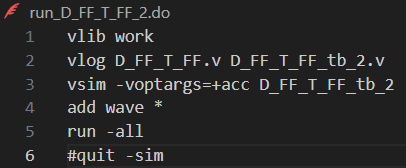 run_D_FF_T_FF_2.do
1 vlib work
2 vlog D_FF_T_FF.v D_FF_T_FF_tb_2.v
3 vsim -voptargs=+acc D_FF_T_FF_tb_2
4 add wave *
5 run -all
6 #quit -sim